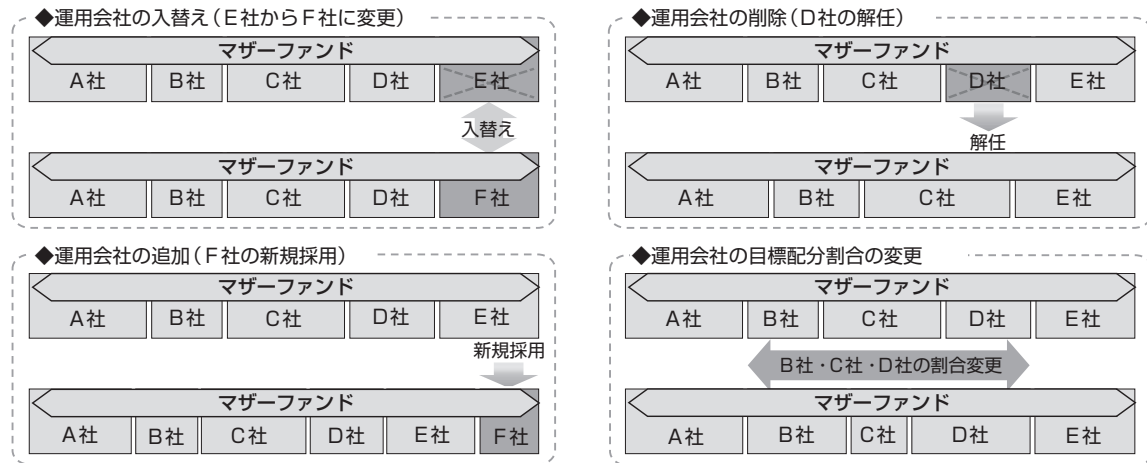 ◆運用会社の入替え（E社からF社に変更）
マザーファンド
A社 B社 C社 D社 E社
入替え
マザーファンド
A社 B社 C社 D社 F社
◆運用会社の削除（D社の解任）
マザーファンド
A社 B社 C社 D社 E社
解任
マザーファンド
A社 B社 C社 E社
◆運用会社の追加（F社の新規採用）
マザーファンド
A社 B社 C社 D社 E社
新規採用
マザーファンド
A社 B社 C社 D社 E社 F社
◆運用会社の目標配分割合の変更
マザーファンド
A社 B社 C社 D社 E社
B社・C社・D社の割合変更
マザーファンド
A社 B社 C社 D社 E社